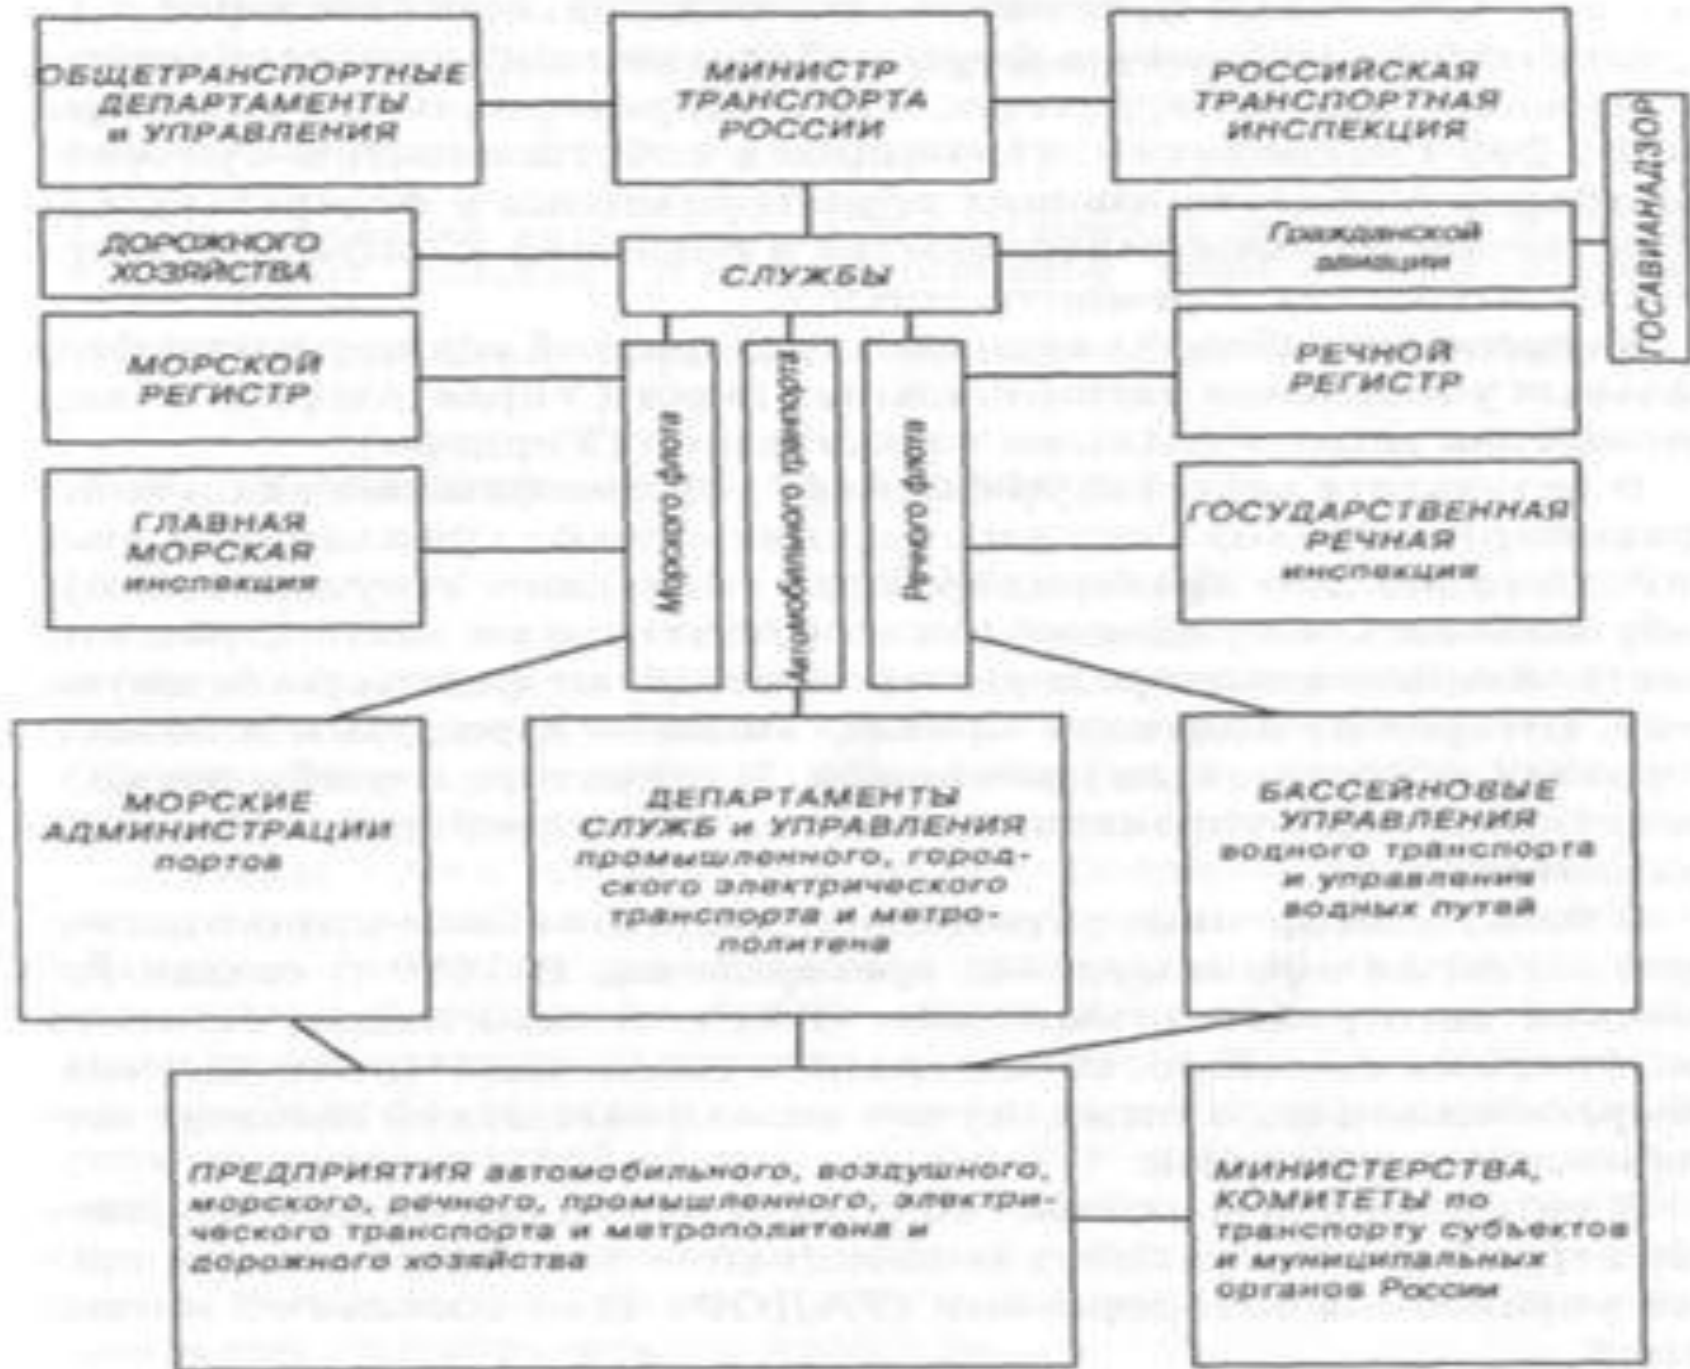 ОБЩЕТРАНСПОРТНЫЕ
ДЕПАРТАМЕНТЫ
и УПРАВЛЕНИЯ
МИНИСТР
ТРАНСПОРТА
РОССИИ
РОССИЙСКАЯ
ТРАНСПОРТНАЯ
ИНСПЕКЦИЯ
ГОСАВИАНАДЗОР
ДОРОЖНОГО
ХОЗЯЙСТВА
СЛУЖБЫ
Гражданской
авиации
МОРСКОЙ
РЕГИСТР
Морского флота
Автомобильного транспорта
Речного флота
РЕЧНОЙ
РЕГИСТР
ГЛАВНАЯ
МОРСКАЯ
инспекция
ГОСУДАРСТВЕННАЯ
РЕЧНАЯ
инспекция
МОРСКИЕ
АДМИНИСТРАЦИИ
портов
ДЕПАРТАМЕНТЫ
СЛУЖБ и УПРАВЛЕНИЯ
промышленного, город-
ского электрического
транспорта и метро-
политена
БАССЕЙНОВЫЕ
УПРАВЛЕНИЯ
водного транспорта
и управления
водных путей
ПРЕДПРИЯТИЯ автомобильного, воздушного,
морского, речного, промышленного, электри-
ческого транспорта и метрополитена и
дорожного хозяйства
МИНИСТЕРСТВА,
КОМИТЕТЫ по
транспорту субъектов
и муниципальных
органов России